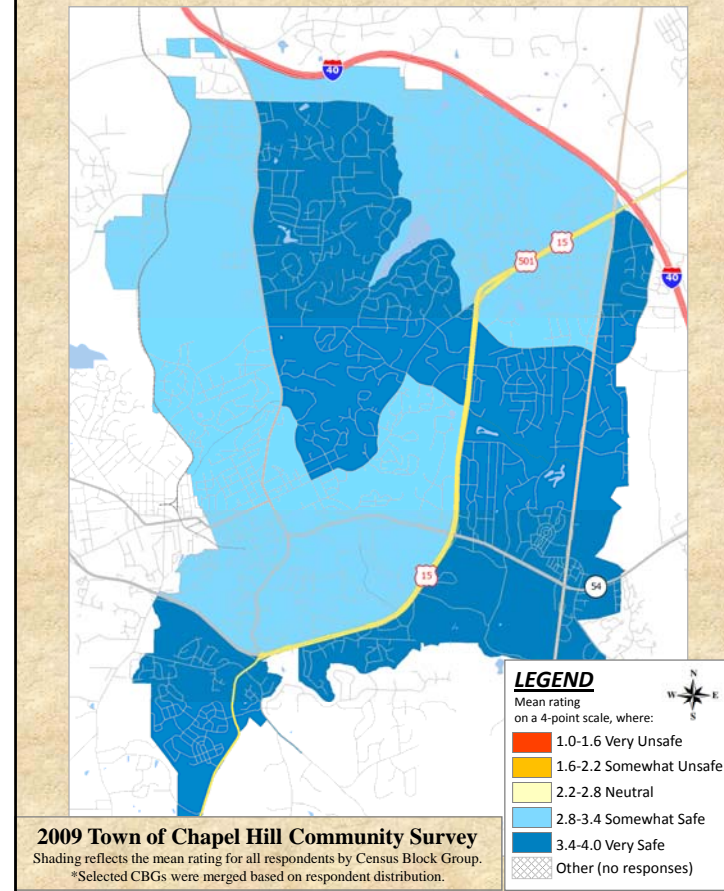 40
15
501
40
15
54
LEGEND
N
W E
S
Mean rating
on a 4-point scale, where:
1.0-1.6 Very Unsafe
1.6-2.2 Somewhat Unsafe
2.2-2.8 Neutral
2.8-3.4 Somewhat Safe
3.4-4.0 Very Safe
Other (no responses)
2009 Town of Chapel Hill Community Survey
Shading reflects the mean rating for all respondents by Census Block Group.
*Selected CBGs were merged based on respondent distribution.